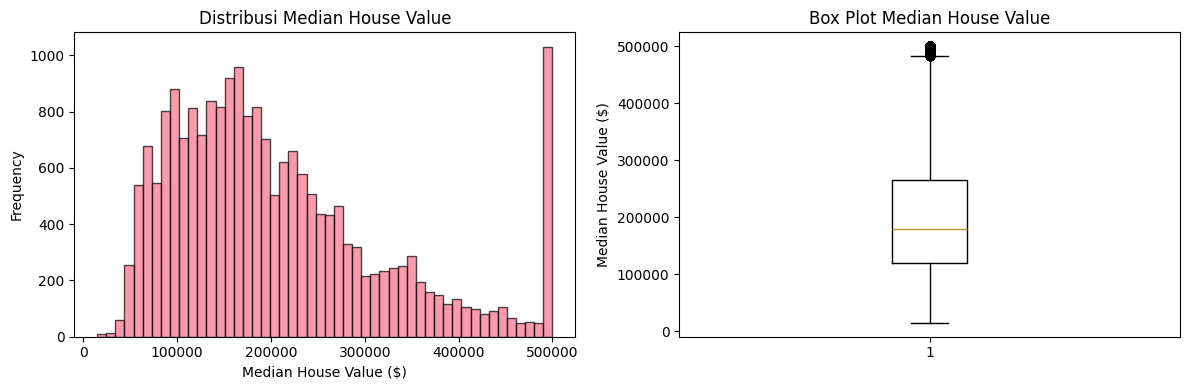 Distribusi Median House Value
Frequency
1000
800
600
400
200
0
0 100000 200000 300000 400000 500000
Median House Value ($)
Box Plot Median House Value
Median House Value ($)
500000
400000
300000
200000
100000
0
1